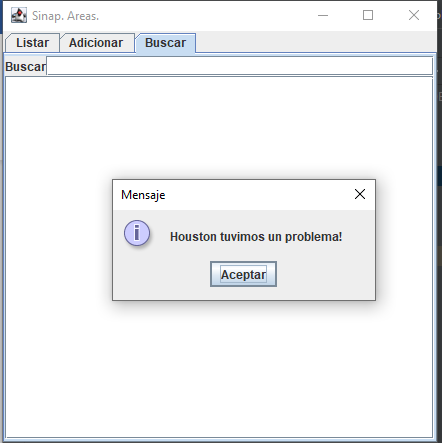 Sinap. Areas.
Listar Adicionar Buscar
Buscar
Mensaje
Houston tuvimos un problema!
Aceptar